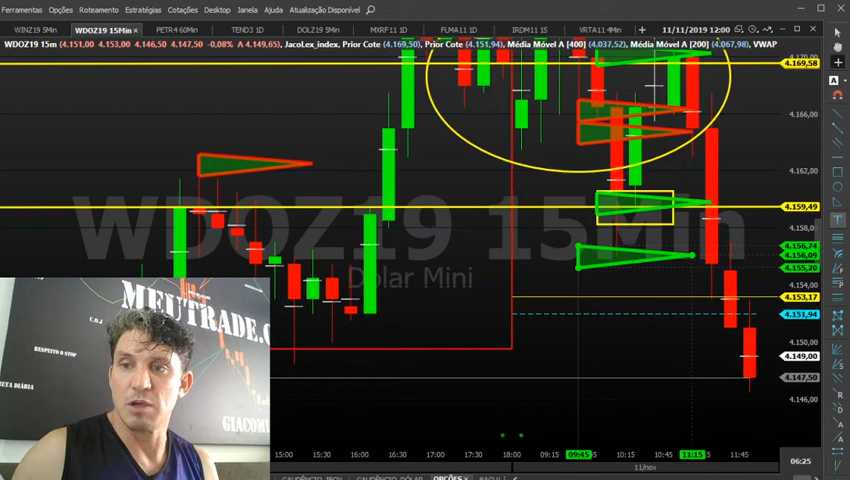 Ferramentas Opções Roteamento Estratégias Cotações Desktop Janela Ajuda Atualização Disponível
WINZ19 5Min WDOZ19 15Min PETR4 60Min TEND3 1D DOLZ19 5Min MXRF11 1D FLMA11 1D IRDM11 15 VRTA11 4 11/11/2019 12:00
WDOZ19 15m (4.151,00 4.153,00 4.146,50 4.147,50 -0,08% A 4.149,65), JacoLex_index, Prior Cote (4.169,50), Prior Cote (4.151,94), Média Móvel A [400] (4.037,52), Média Móvel A [200] (4.067,98), VWAP
4.169,58
4.166,00
4.162,00
4.159,49
4.158,00
4.156,74
4.156,09
4.155,20
4.154,00
4.153,17
4.151,94
4.150,00
4.149,00
4.147,50
4.146,00
WDOZ19 15Min
Dólar Mini
MEUTRADE.C
RESPEITO O STOP
META DIÁRIA
GIACOMY
15:00 15:30 16:00 16:30 17:00 17:30 18:00 09:15 09:45 10:15 10:45 11:15 11:45
11/nov
06:25
OPÇÕES